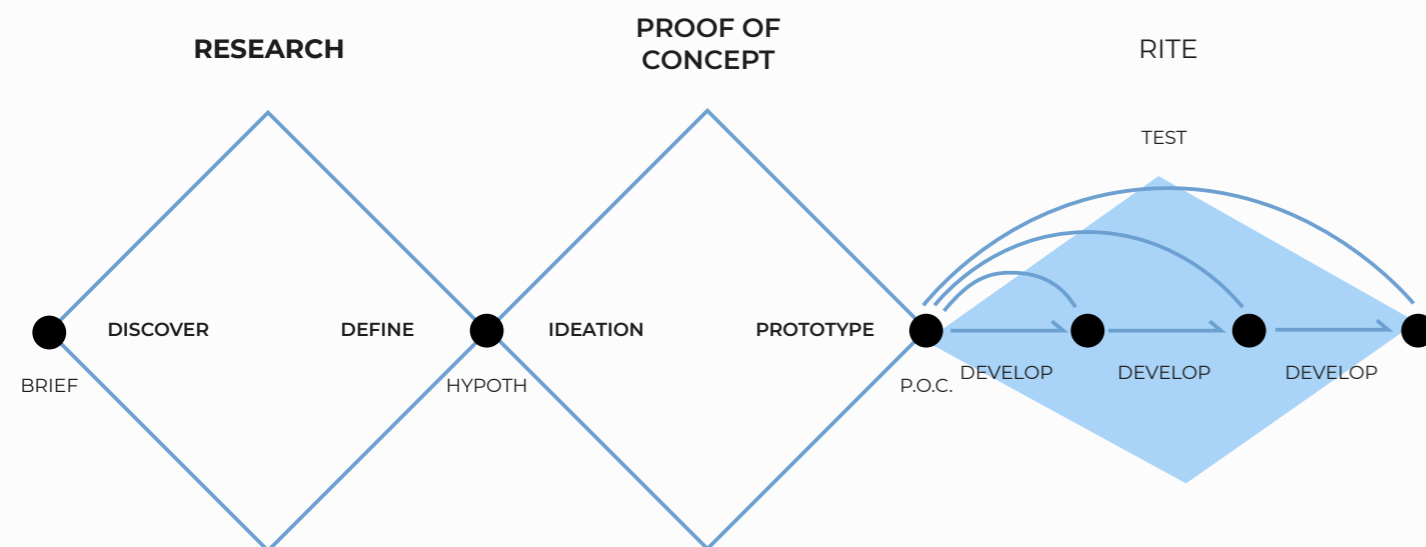 RESEARCH
PROOF OF
CONCEPT
RITE
TEST
DISCOVER
DEFINE
IDEATION
PROTOTYPE
BRIEF
HYPOTH
P.O.C.
DEVELOP
DEVELOP
DEVELOP